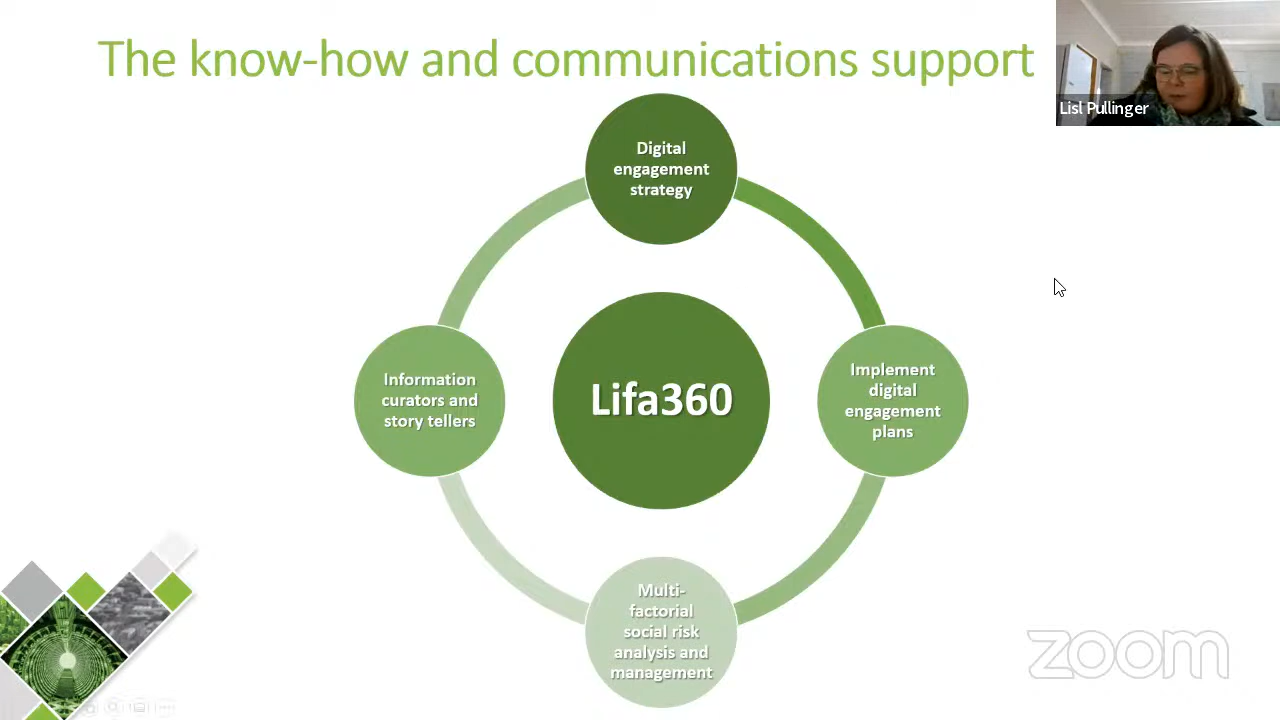 The know-how and communications support
Lisl Pullinger
Digital
engagement
strategy
Information
curators and
story tellers
Lifa360
Implement
digital
engagement
plans
Multi-
factorial
social risk
analysis and
management
zoom